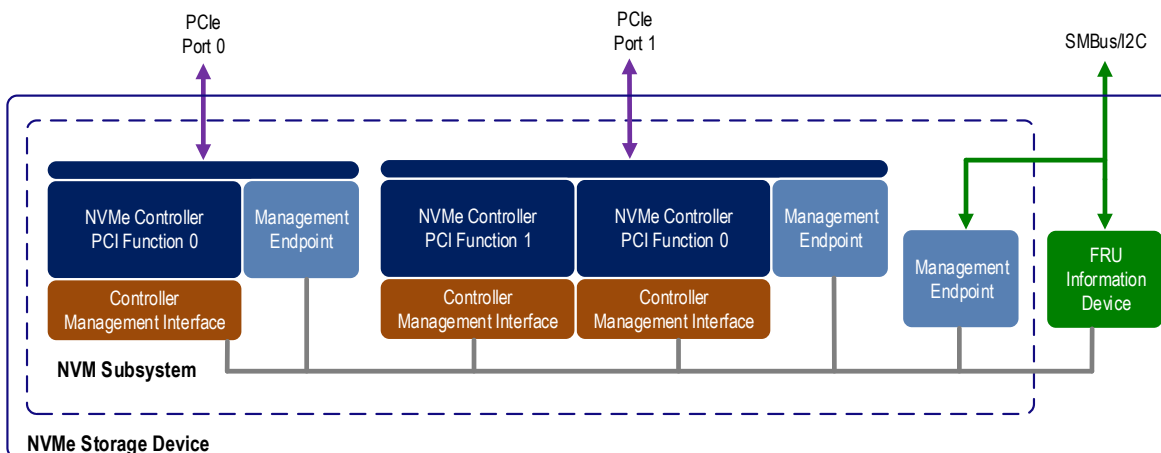 PCIe
Port 0
PCIe
Port 1
SMBus/I2C
NVMe Controller
PCI Function 0
Management
Endpoint
NVMe Controller
PCI Function 1
NVMe Controller
PCI Function 0
Management
Endpoint
Management
Endpoint
FRU
Information
Device
Controller
Management Interface
Controller
Management Interface
Controller
Management Interface
NVM Subsystem
NVMe Storage Device